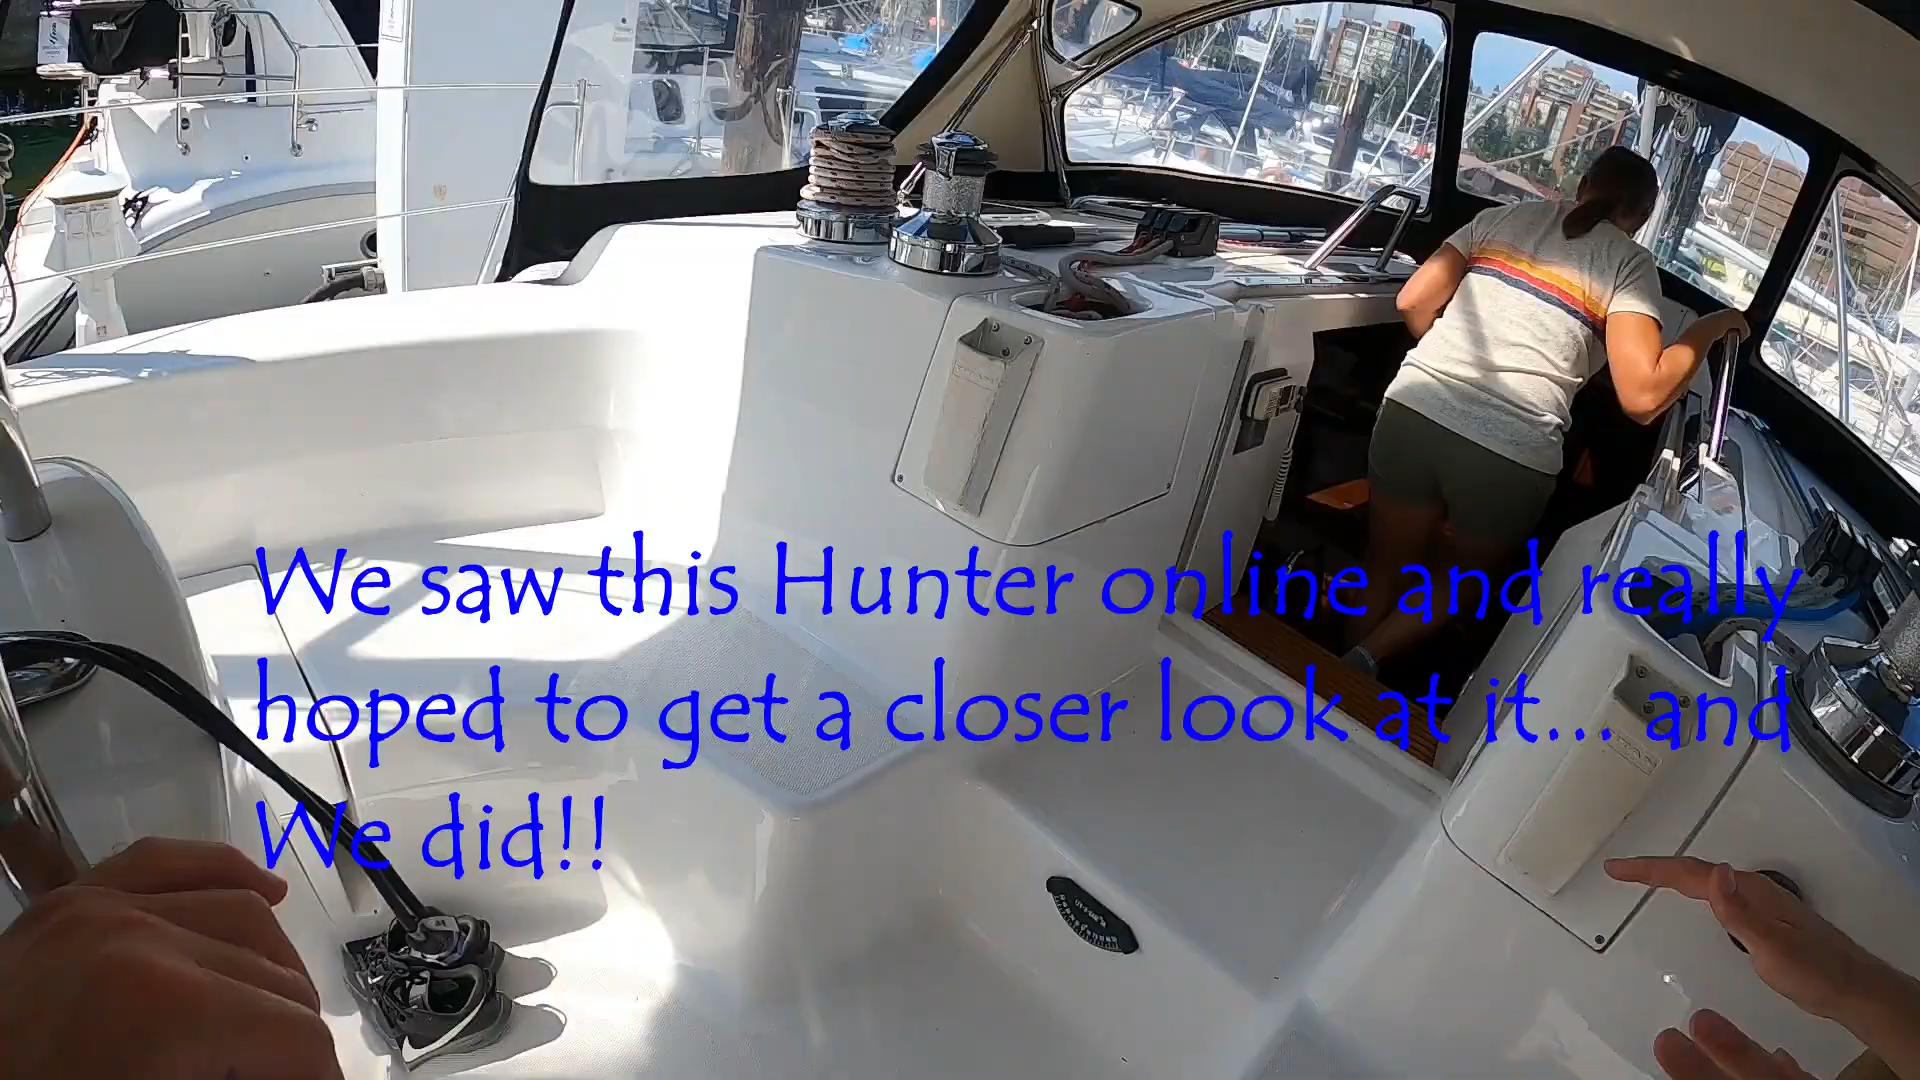 We saw this Hunter online and really
hoped to get a closer look at it... and
We did!!